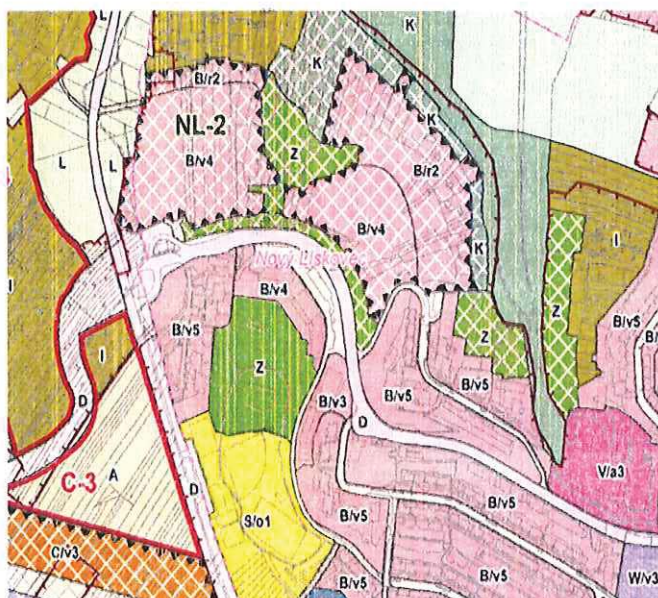 K
B/r2
K
L
NL-2
K
L
L
B/v4
Z
B/r2
I
B/v4
K
I
Nový Lískovec
Z
B/v4
B/v5
B/v5
Z
B/
I
Z
B/v5
B/v5
B/v3
D
D
V/a3
C-3
A
D
S/o1
B/v5
B/v5
C/v3
B/v5
B/v5
W/v3